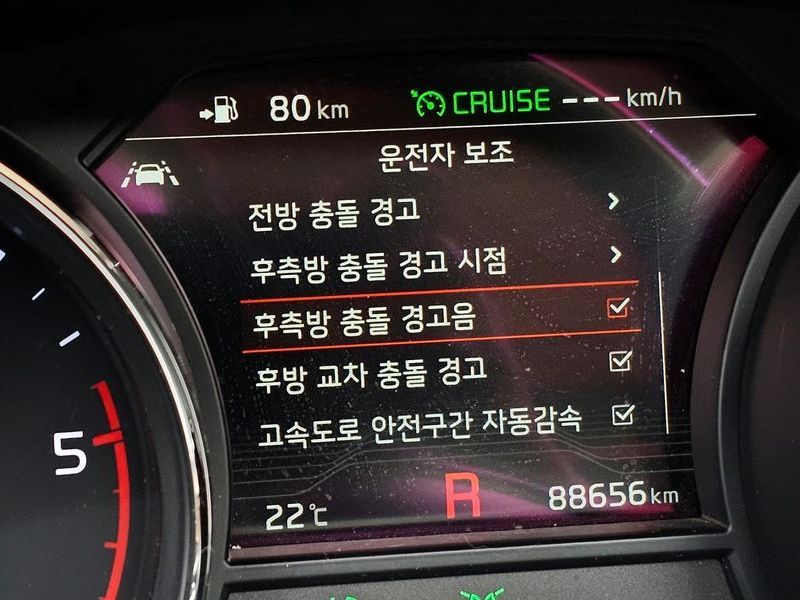 80 km CRUISE ---km/h
운전자 보조
전방 충돌 경고
후측방 충돌 경고 시점
후측방 충돌 경고음
후방 교차 충돌 경고
고속도로 안전구간 자동감속
22℃ R 88656 km
5